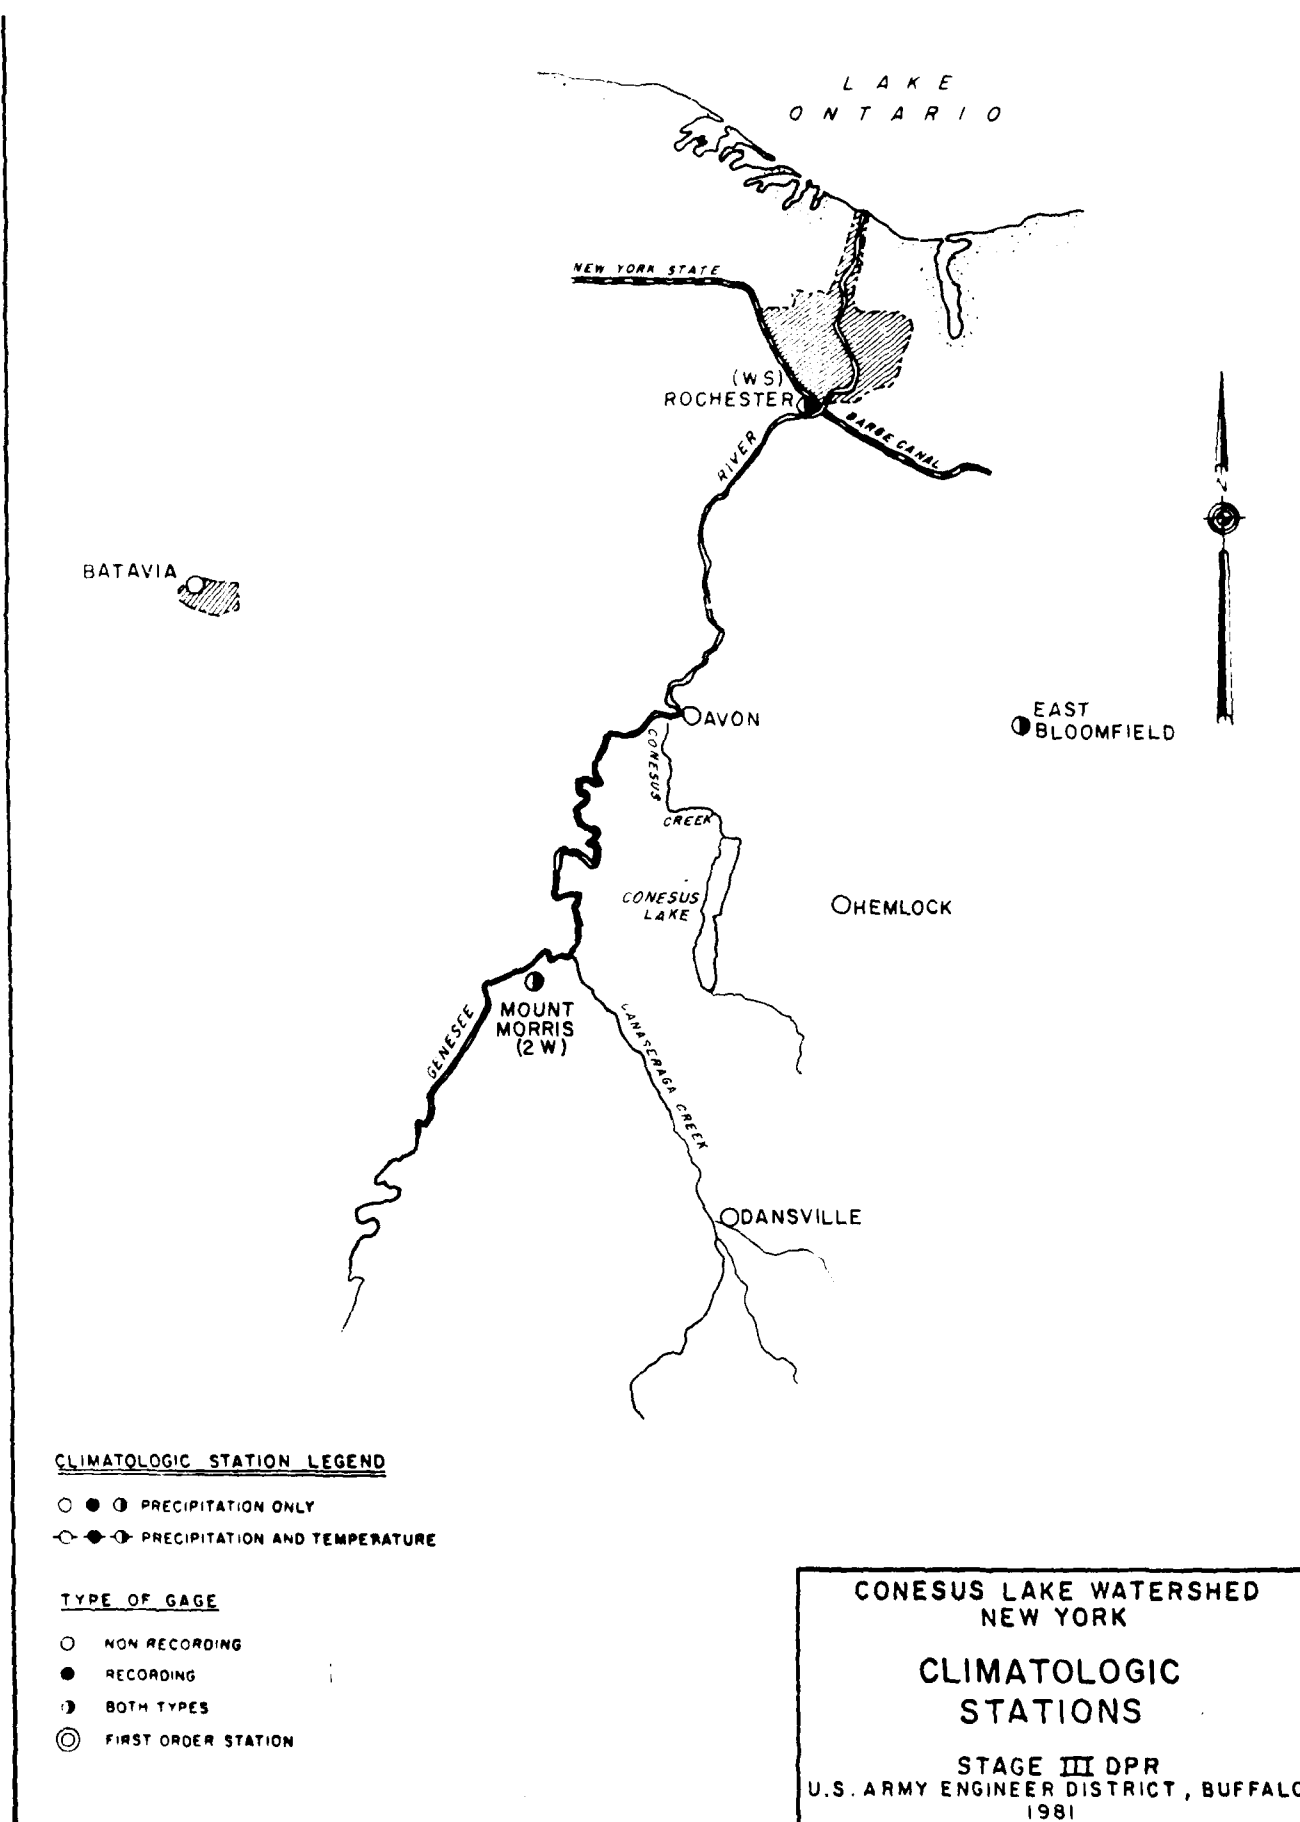 LAKE
ONTARIO
NEW YORK STATE
(WS)
ROCHESTER
BARGE CANAL
RIVER
BATAVIA
AVON
EAST
BLOOMFIELD
CONESUS
CREEK
CONESUS
LAKE
HEMLOCK
MOUNT
MORRIS
(2 W)
GENESEE
CANASERAGA CREEK
DANSVILLE
CLIMATOLOGIC STATION LEGEND
PRECIPITATION ONLY
PRECIPITATION AND TEMPERATURE
TYPE OF GAGE
NON RECORDING
RECORDING
BOTH TYPES
FIRST ORDER STATION
CONESUS LAKE WATERSHED
NEW YORK
CLIMATOLOGIC
STATIONS
STAGE III DPR
U.S. ARMY ENGINEER DISTRICT, BUFFALO
1981